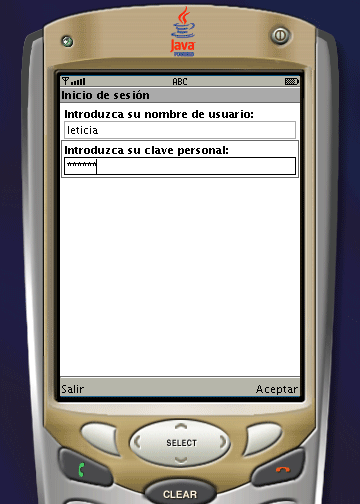 Java
POWERED
ABC
Inicio de sesión
Introduzca su nombre de usuario:
leticia
Introduzca su clave personal:
******
Salir
Aceptar
SELECT
CLEAR